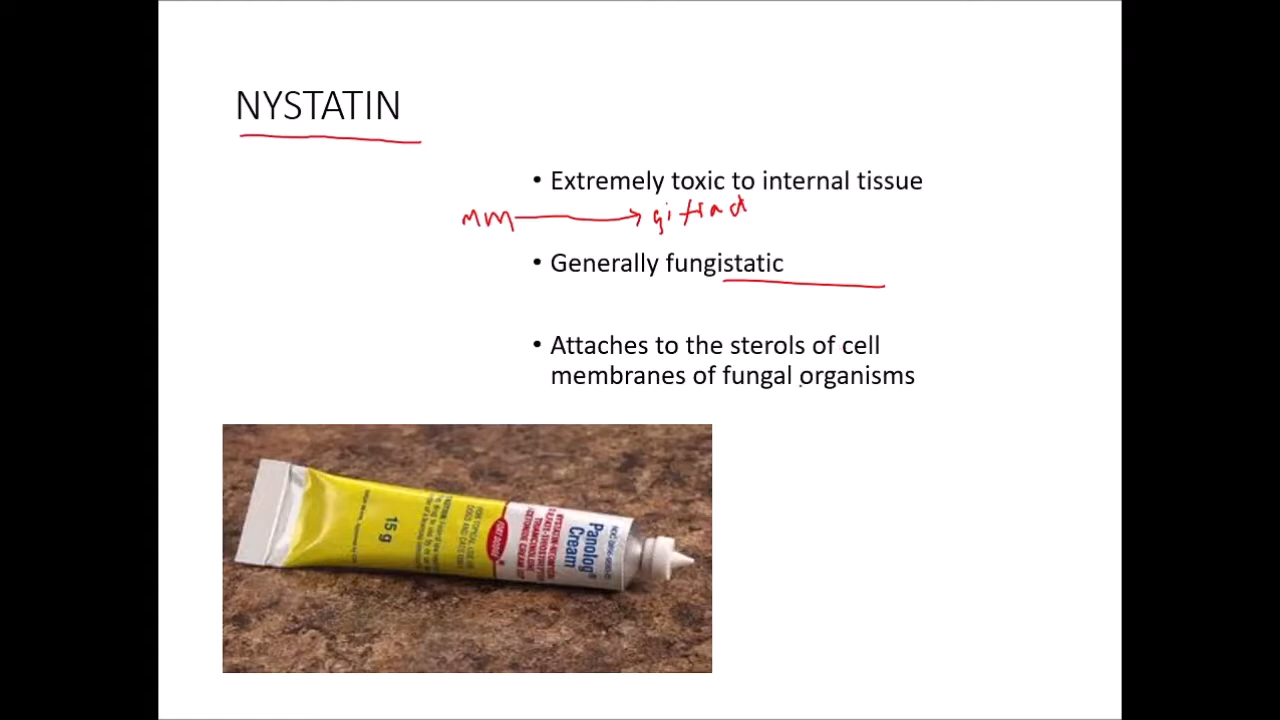 NYSTATIN
• Extremely toxic to internal tissue
MM → gi tract
• Generally fungistatic
• Attaches to the sterols of cell
membranes of fungal organisms
15 g
Panolog®
Cream